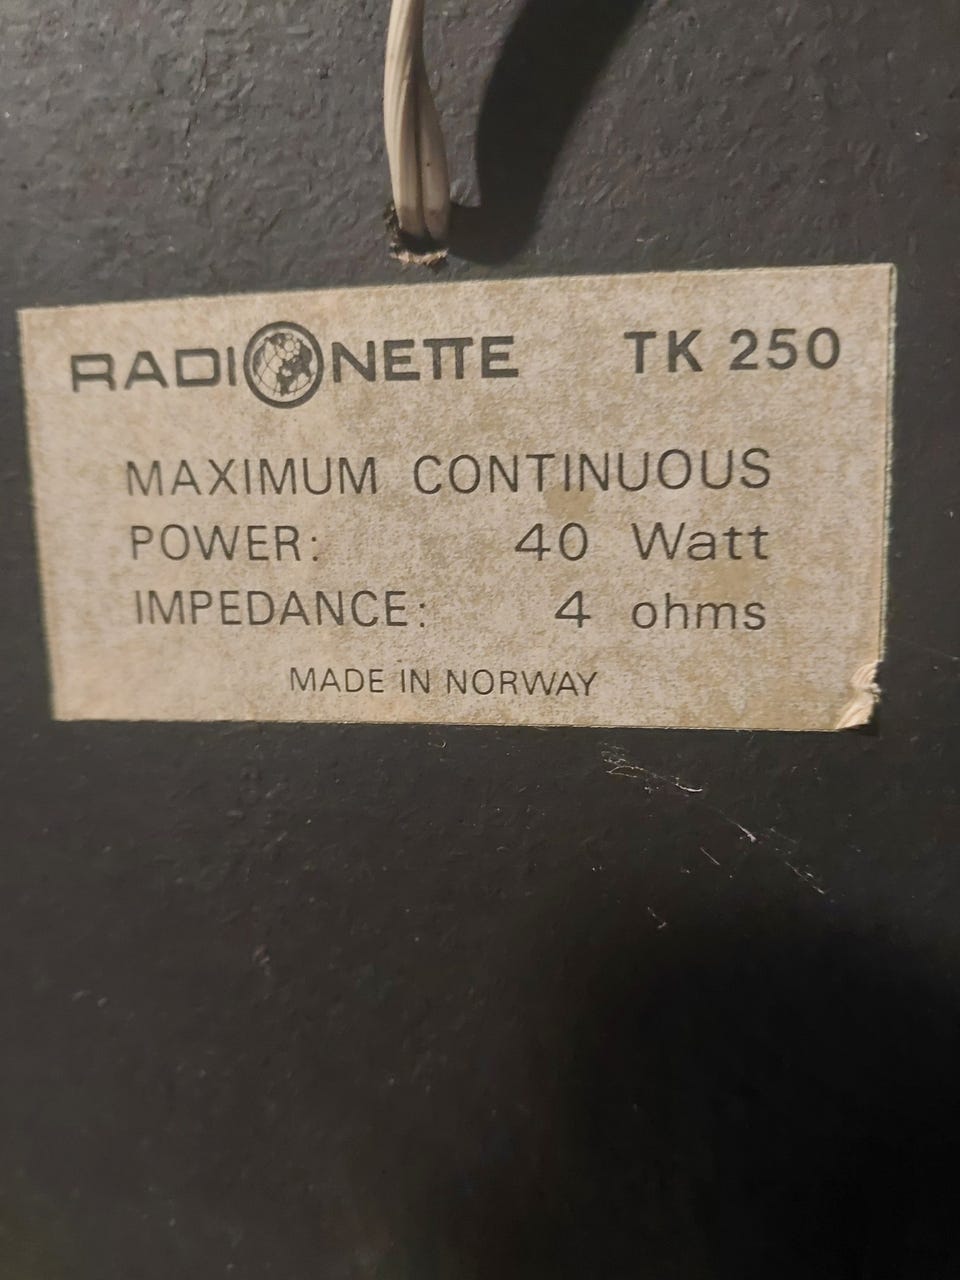 RADIONETTE TK 250
MAXIMUM CONTINUOUS
POWER: 40 Watt
IMPEDANCE: 4 ohms
MADE IN NORWAY